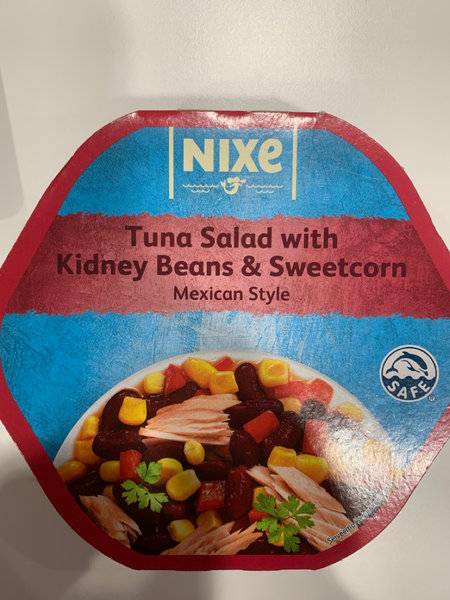 NIXE
Tuna Salad with
Kidney Beans & Sweetcorn
Mexican Style
SAFE